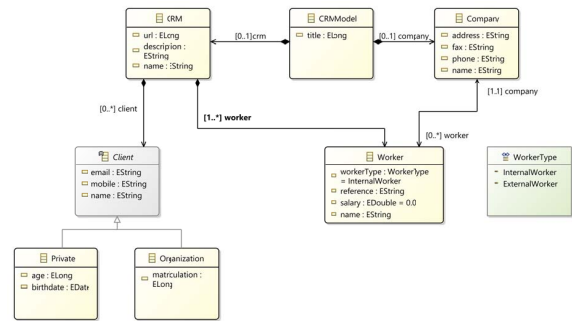 CRM
url : ELong
description :
EString
name : EString
CRMModel
title : ELong
Company
address : EString
fax : EString
phone : EString
name : EString
[0..1]crm
[0..1] company
[0..*] client
[1..*] worker
[1..1] company
[0..*] worker
Client
email : EString
mobile : EString
name : EString
Worker
workerType : WorkerType
= InternalWorker
reference : EString
salary : EDouble = 0.0
name : EString
WorkerType
InternalWorker
ExternalWorker
Private
age : ELong
birthdate : EDate
Organization
matrculation :
ELong